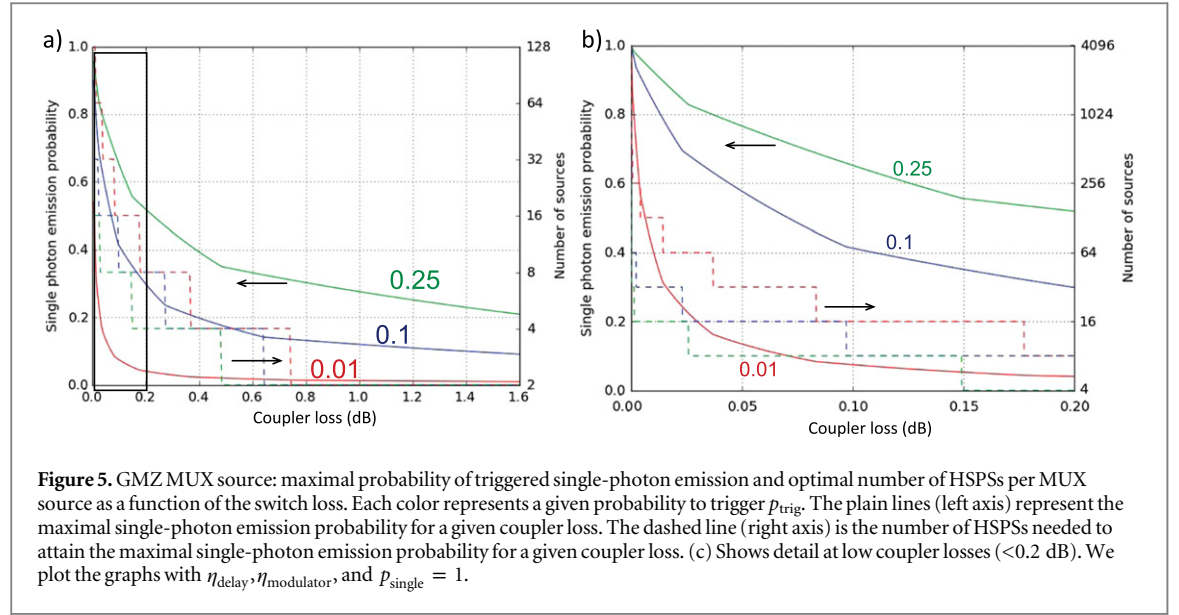 a)
1.0
0.8
0.6
0.4
0.2
0.0
Single photon emission probability
128
64
32
16
8
4
2
Number of sources
0.25
0.1
0.01
0.0 0.2 0.4 0.6 0.8 1.0 1.2 1.4 1.6
Coupler loss (dB)
b)
1.0
0.8
0.6
0.4
0.2
0.0
Single photon emission probability
4096
1024
256
64
16
4
Number of sources
0.25
0.1
0.01
0.00 0.05 0.10 0.15 0.20
Coupler loss (dB)
Figure 5. GMZ MUX source: maximal probability of triggered single-photon emission and optimal number of HSPSs per MUX
source as a function of the switch loss. Each color represents a given probability to trigger p_trig. The plain lines (left axis) represent the
maximal single-photon emission probability for a given coupler loss. The dashed line (right axis) is the number of HSPSs needed to
attain the maximal single-photon emission probability for a given coupler loss. (c) Shows detail at low coupler losses (<0.2 dB). We
plot the graphs with η_delay, η_modulator, and p_single = 1.